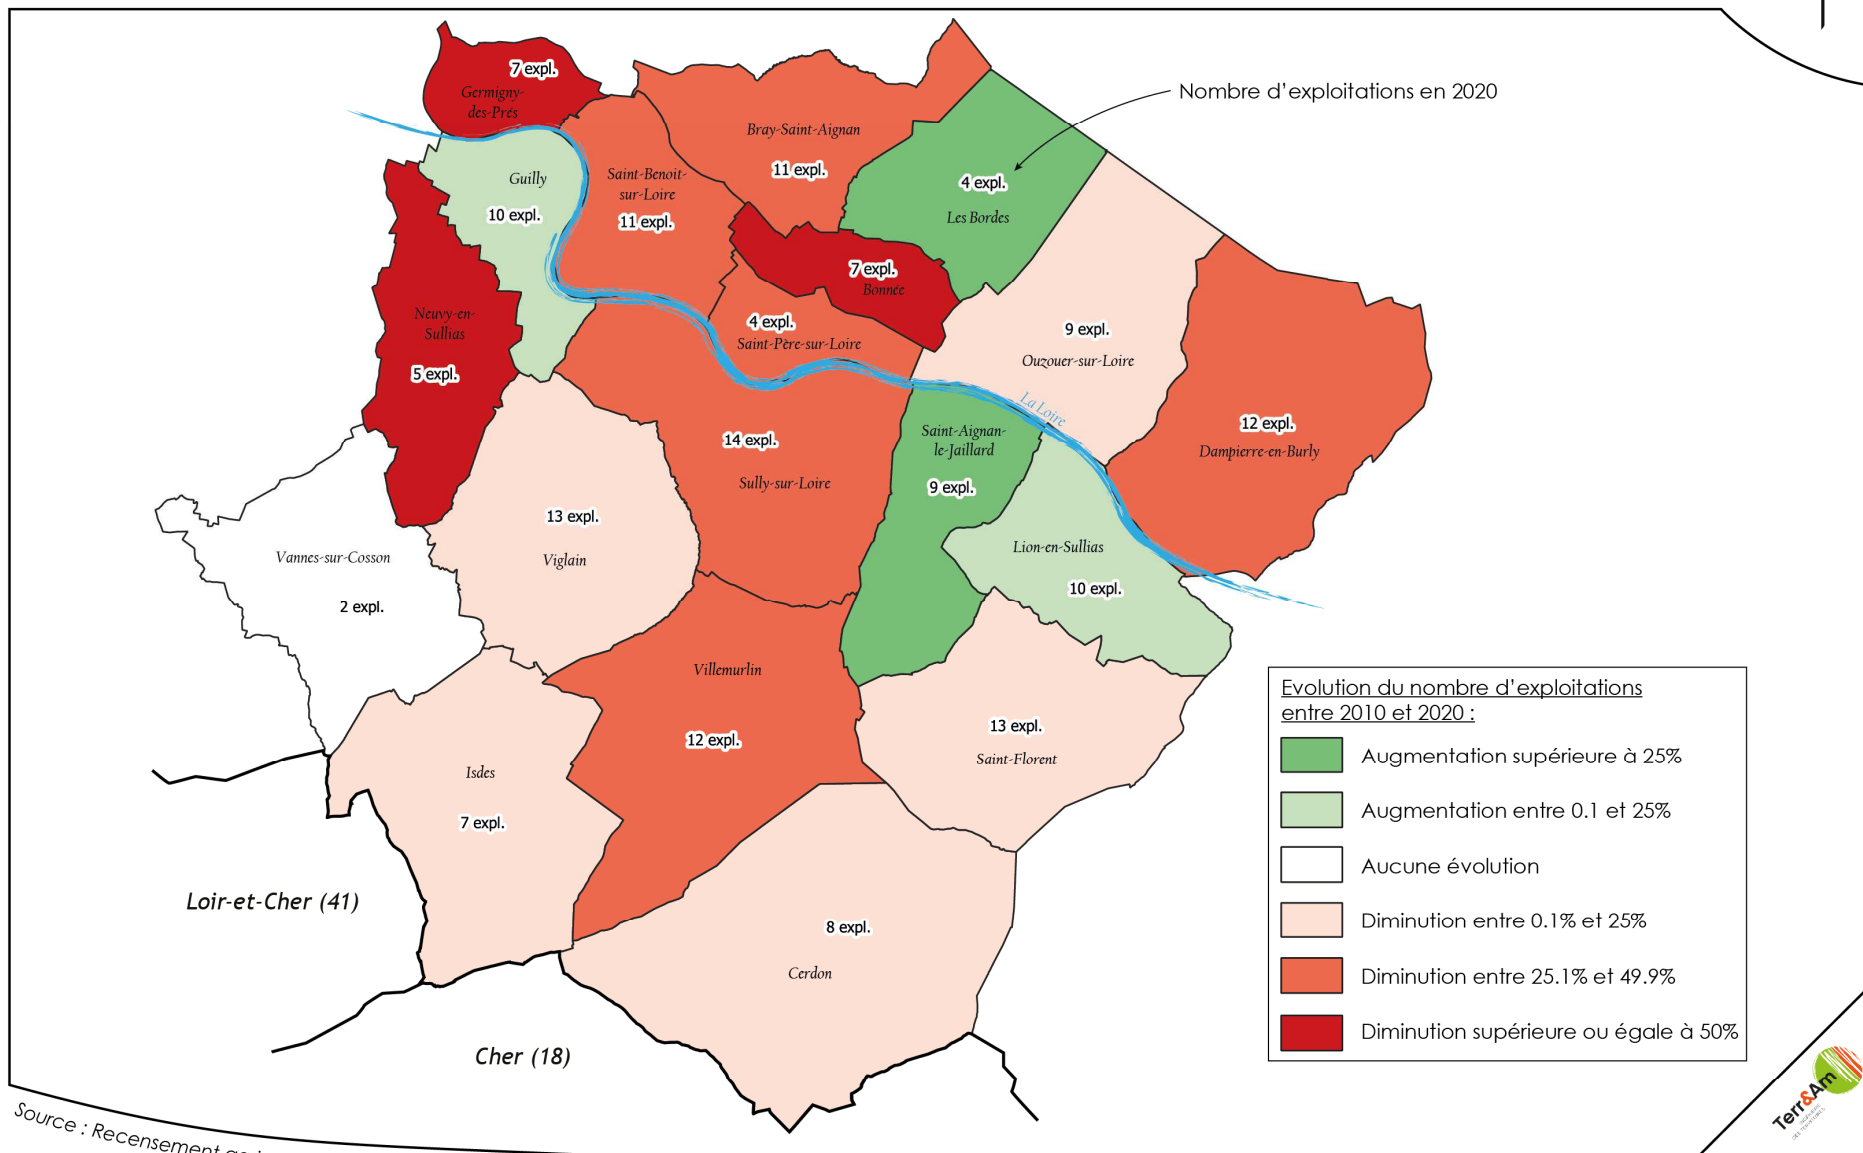 7 expl.
Germigny-
des-Prés
Nombre d'exploitations en 2020
Bray-Saint-Aignan
11 expl.
Guilly
10 expl.
Saint-Benoit-
sur-Loire
11 expl.
4 expl.
Les Bordes
7 expl.
Bonnée
Neuvy-en-
Sullias
5 expl.
4 expl.
Saint-Père-sur-Loire
9 expl.
Ouzouer-sur-Loire
La Loire
12 expl.
Dampierre-en-Burly
14 expl.
Sully-sur-Loire
Saint-Aignan-
le-Jaillard
9 expl.
13 expl.
Viglain
Vannes-sur-Cosson
2 expl.
Lion-en-Sullias
10 expl.
Villemurlin
12 expl.
13 expl.
Saint-Florent
Isdes
7 expl.
8 expl.
Cerdon
Loir-et-Cher (41)
Cher (18)
Evolution du nombre d'exploitations
entre 2010 et 2020 :
Augmentation supérieure à 25%
Augmentation entre 0.1 et 25%
Aucune évolution
Diminution entre 0.1% et 25%
Diminution entre 25.1% et 49.9%
Diminution supérieure ou égale à 50%
Source : Recensement
Terr&Am